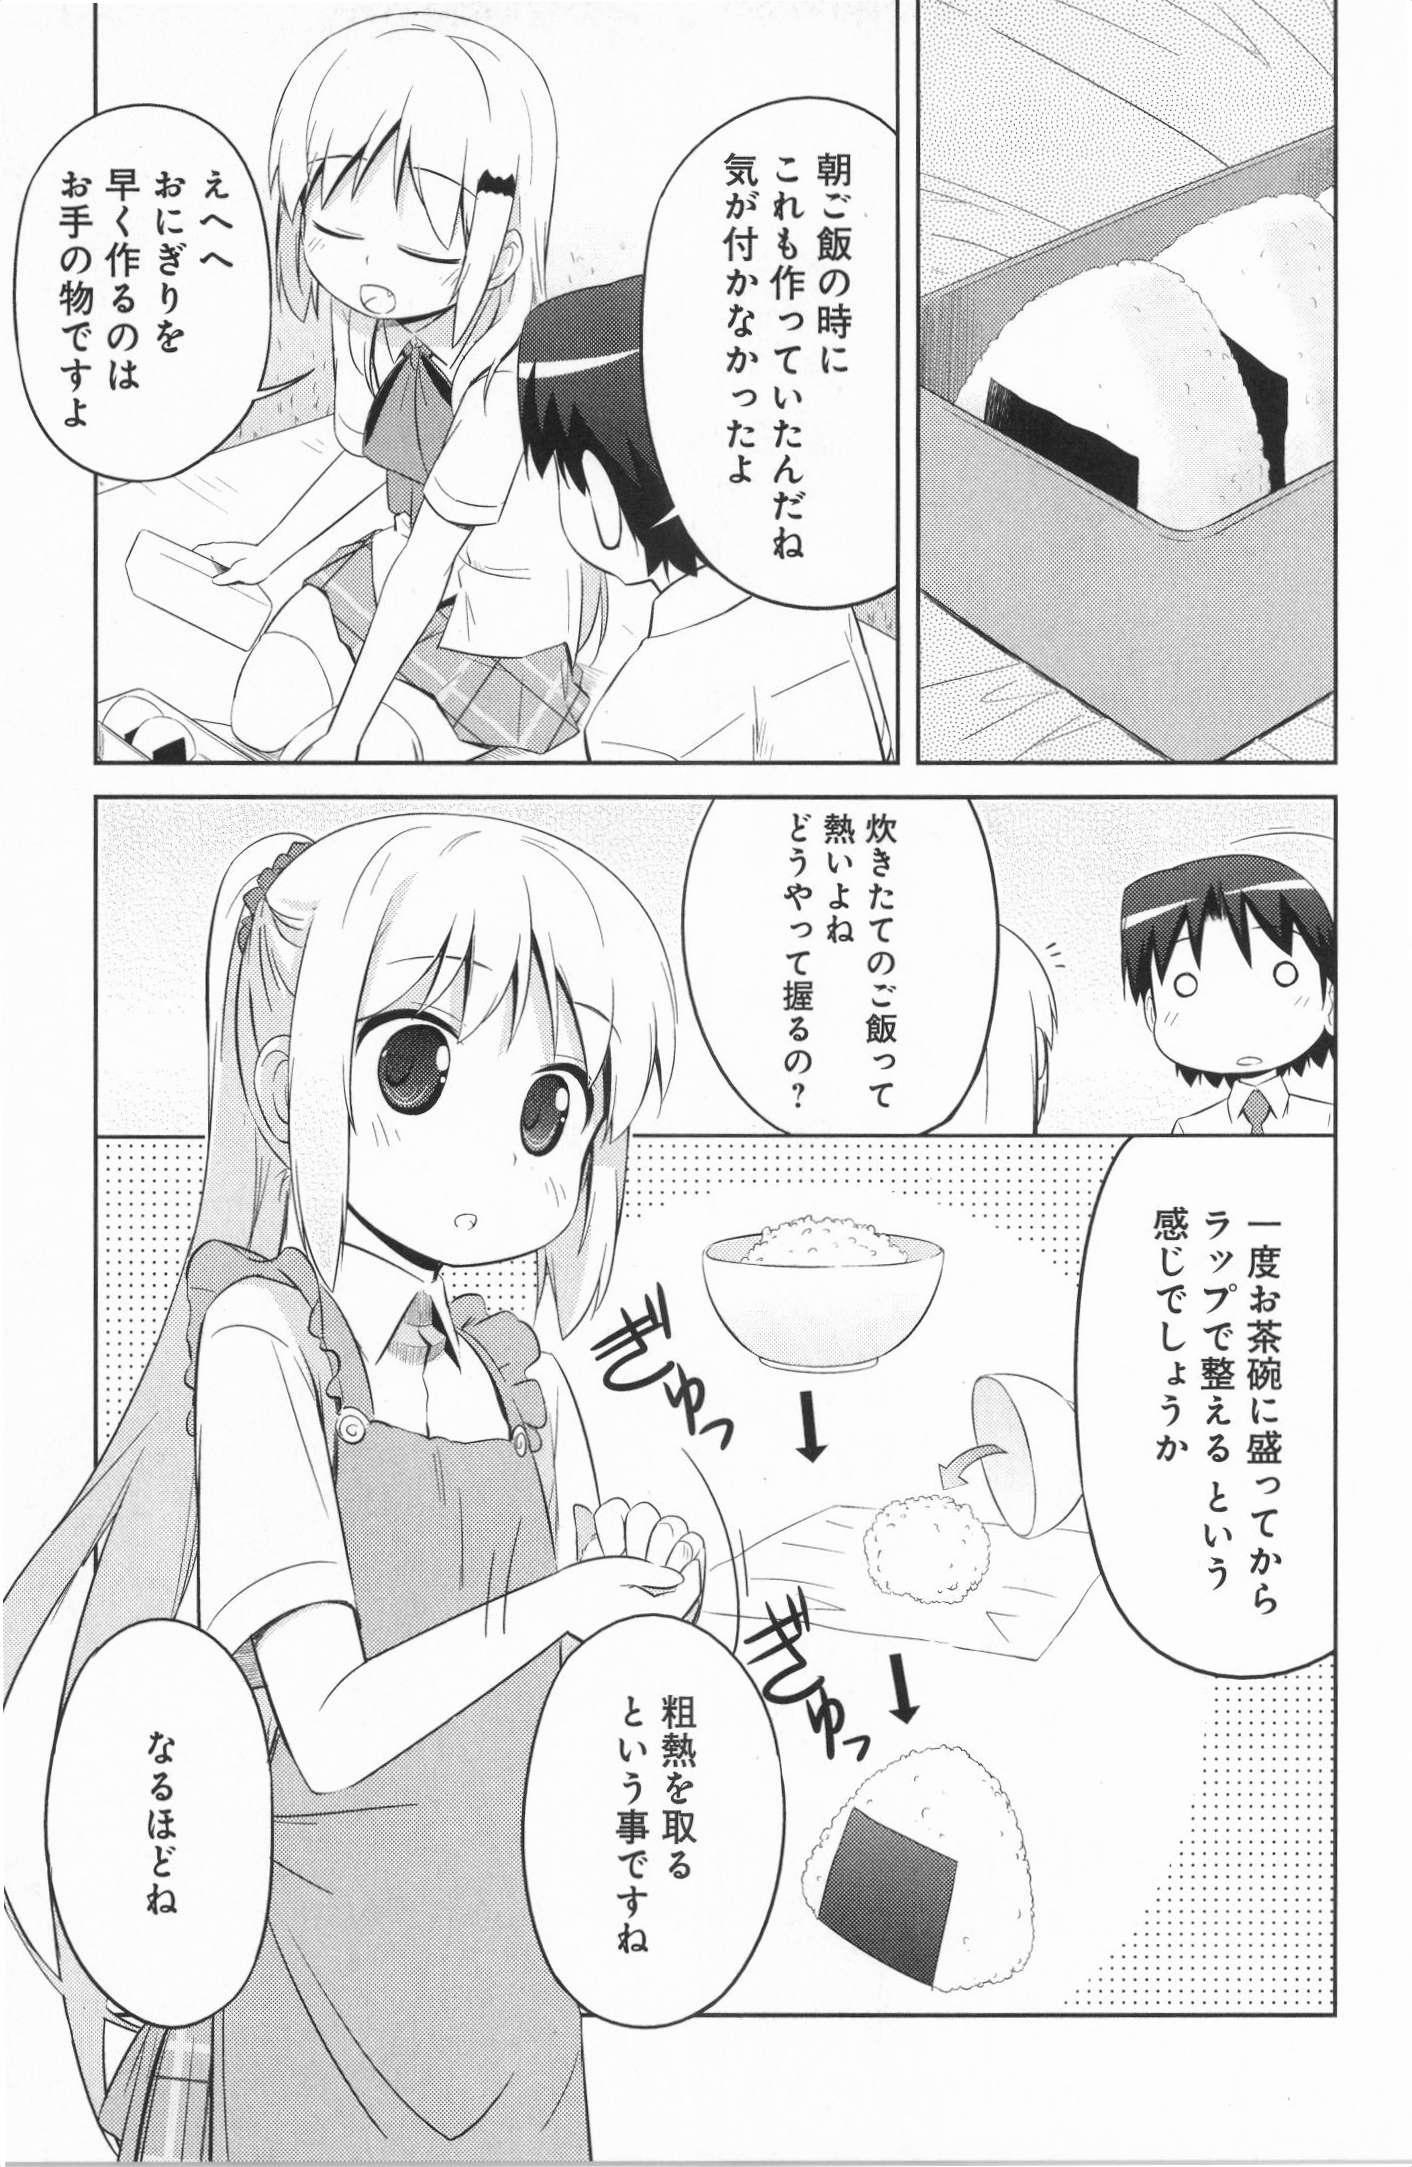 朝ご飯の時に
これも作っていたんだね
気が付かなかったよ
えへへ
おにぎりを
早く作るのは
お手の物ですよ
炊きたてのご飯って
熱いよね
どうやって握るの?
一度お茶碗に盛ってから
ラップで整えるという
感じでしょうか
ぎゅっ
ぎゅっ
粗熱を取る
という事ですね
なるほどね